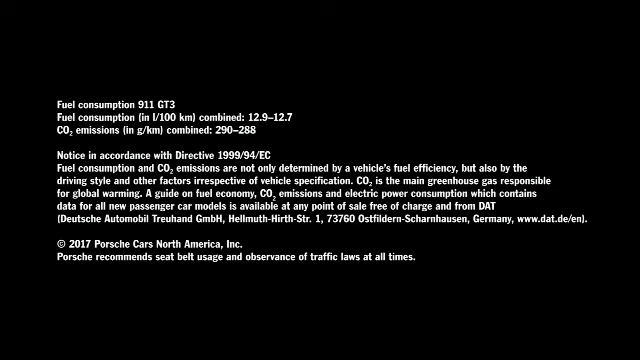 Fuel consumption 911 GT3
Fuel consumption (in l/100 km) combined: 12.9–12.7
CO₂ emissions (in g/km) combined: 290–288
Notice in accordance with Directive 1999/94/EC
Fuel consumption and CO₂ emissions are not only determined by a vehicle's fuel efficiency, but also by the
driving style and other factors irrespective of vehicle specification. CO₂ is the main greenhouse gas responsible
for global warming. A guide on fuel economy, CO₂ emissions and electric power consumption which contains
data for all new passenger car models is available at any point of sale free of charge and from DAT
(Deutsche Automobil Treuhand GmbH, Hellmuth-Hirth-Str. 1, 73760 Ostfildern-Scharnhausen, Germany, www.dat.de/en).
© 2017 Porsche Cars North America, Inc.
Porsche recommends seat belt usage and observance of traffic laws at all times.